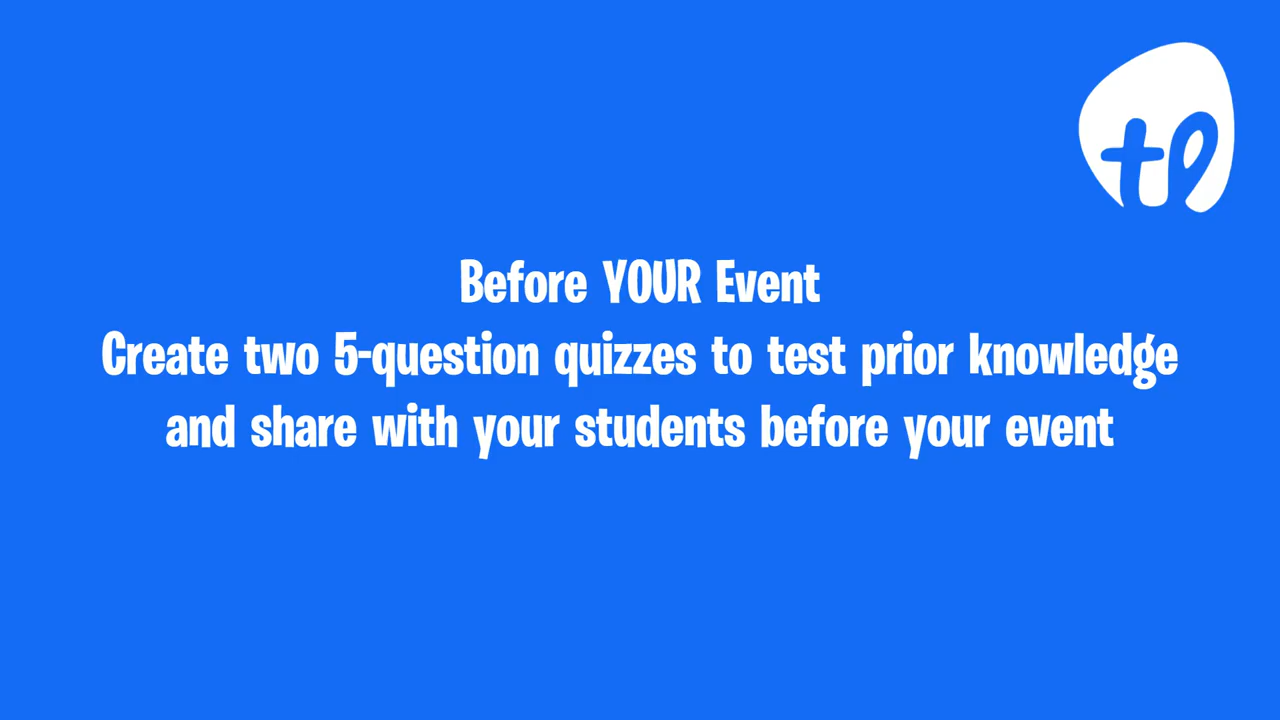 tp
Before YOUR Event
Create two 5-question quizzes to test prior knowledge
and share with your students before your event